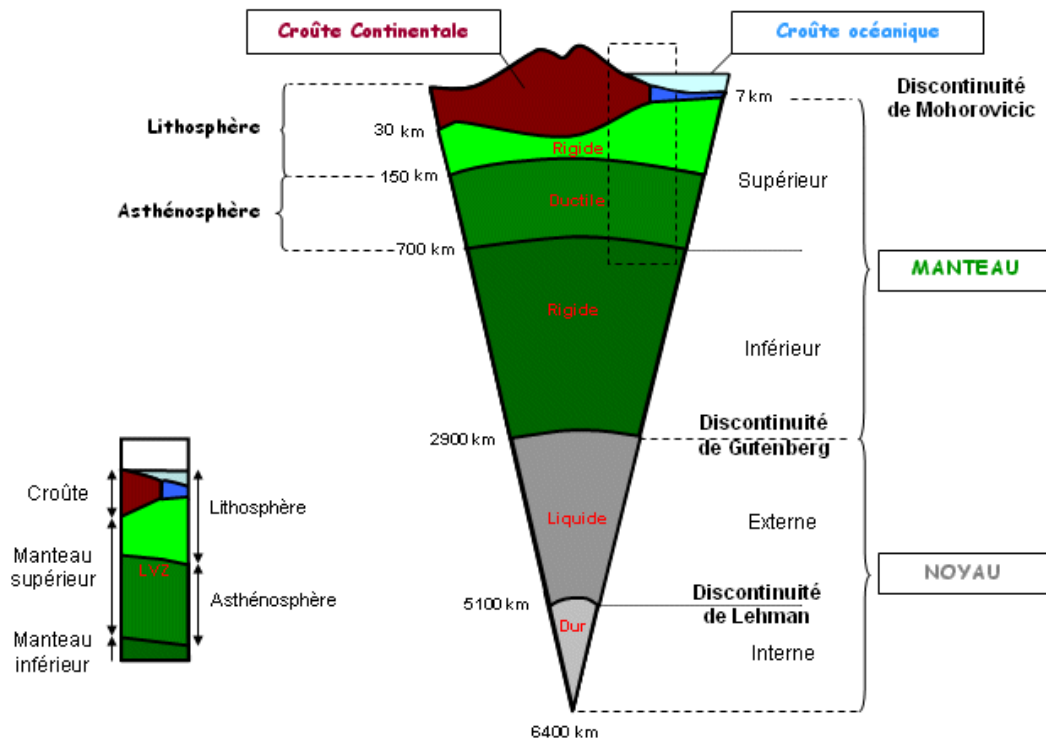 Croûte Continentale
Croûte océanique
Discontinuité
de Mohorovicic
7 km
Lithosphère
30 km
Rigide
150 km
Supérieur
Ductile
Asthénosphère
700 km
MANTEAU
Rigide
Inférieur
Discontinuité
de Gutenberg
2900 km
Croûte
Lithosphère
Liquide
Externe
Manteau
supérieur
LVZ
NOYAU
Asthénosphère
5100 km
Discontinuité
de Lehman
Dur
Manteau
inférieur
Interne
6400 km